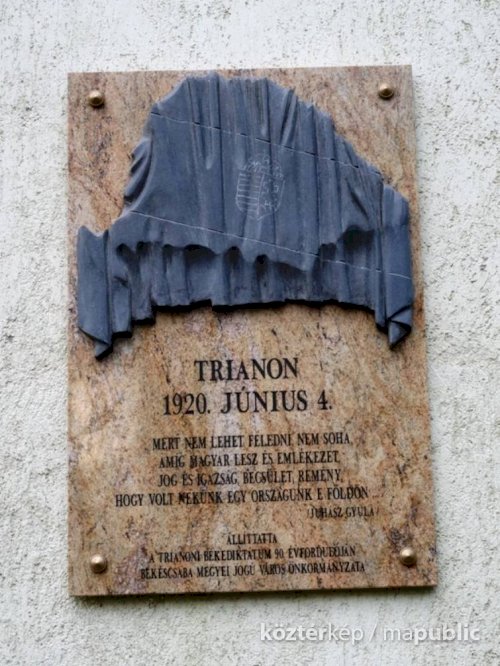 TRIANON
1920. JÚNIUS 4.
MERT NEM LEHET FELEDNI, NEM SOHA,
AMÍG MAGYAR LESZ ÉS EMLÉKEZET,
JOG ÉS IGAZSÁG, BECSÜLET, REMÉNY,
HOGY VOLT NEKÜNK EGY ORSZÁGUNK E FÖLDÖN ...
/JUHÁSZ GYULA/
ÁLLÍTTATTA
A TRIANONI BÉKEDIKTÁTUM 90. ÉVFORDULÓJÁN
BÉKÉSCSABA MEGYEI JOGÚ VÁROS ÖNKORMÁNYZATA
köztérkép / mapublic